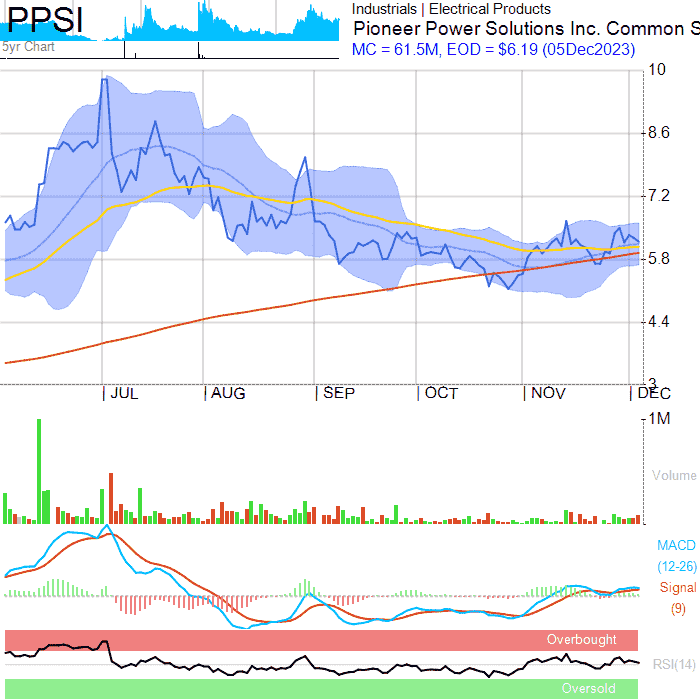 PPSI
Industrials | Electrical Products
Pioneer Power Solutions Inc. Common S
5yr Chart
MC = 61.5M, EOD = $6.19 (05Dec2023)
10
8.6
7.2
5.8
4.4
3
JUL AUG SEP OCT NOV DEC
1M
Volume
MACD
(12-26)
Signal
(9)
Overbought
RSI(14)
Oversold